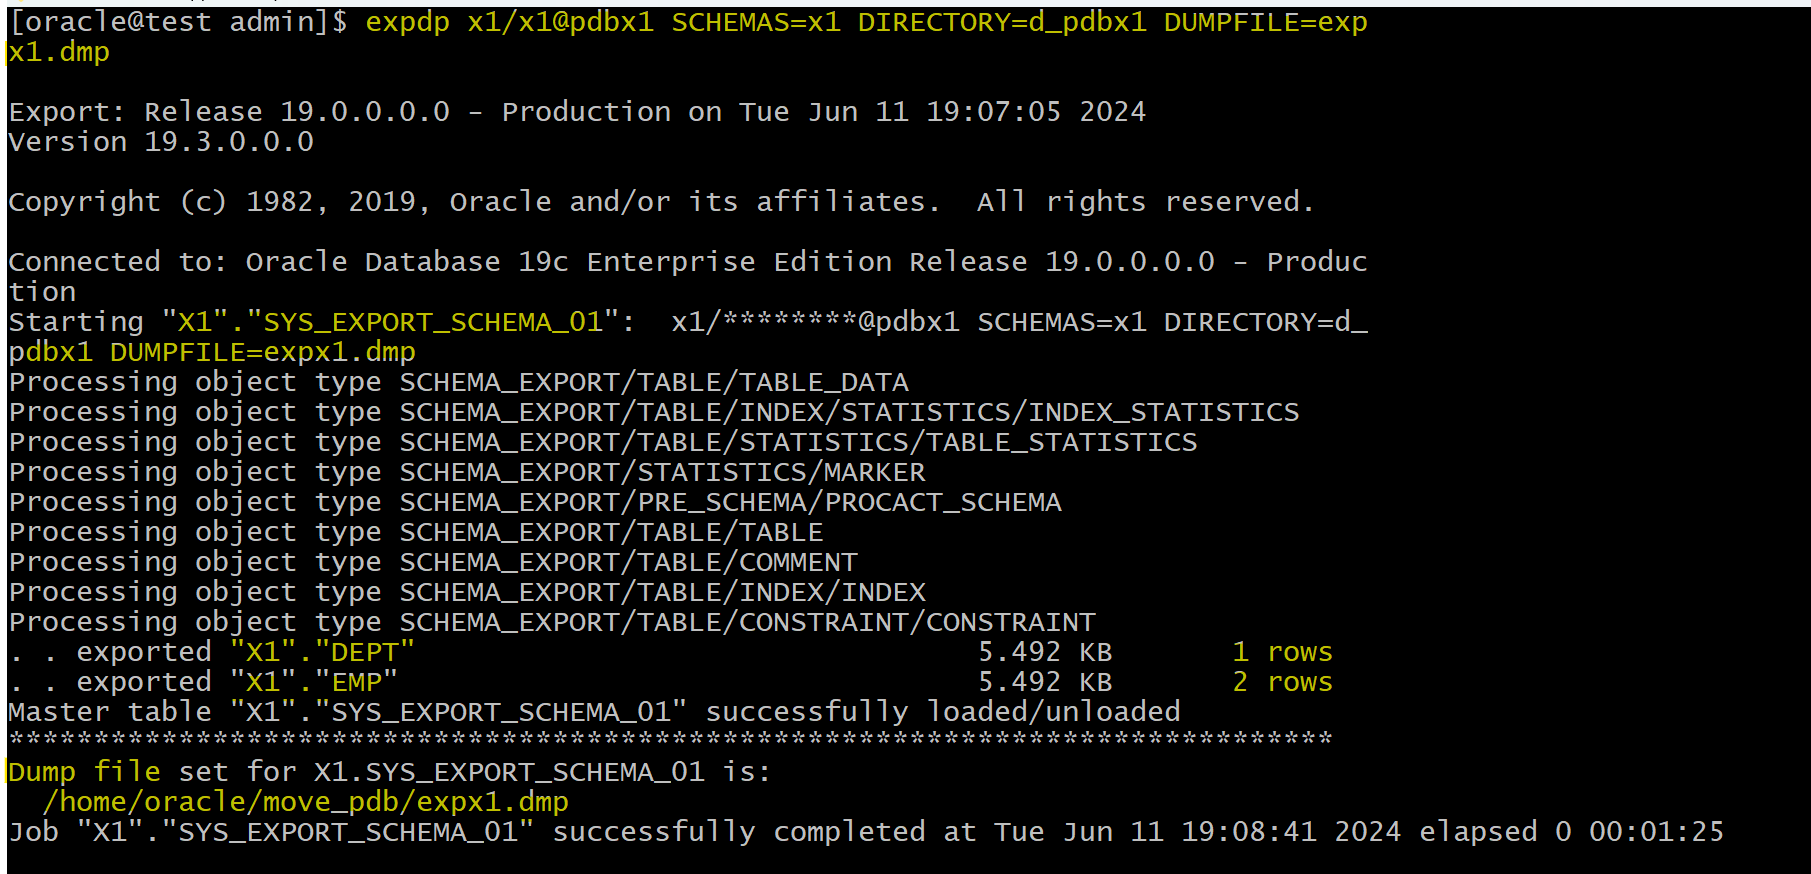 [oracle@test admin]$ expdp x1/x1@pdbx1 SCHEMAS=x1 DIRECTORY=d_pdbx1 DUMPFILE=exp
x1.dmp
Export: Release 19.0.0.0.0 - Production on Tue Jun 11 19:07:05 2024
Version 19.3.0.0.0
Copyright (c) 1982, 2019, Oracle and/or its affiliates.  All rights reserved.
Connected to: Oracle Database 19c Enterprise Edition Release 19.0.0.0.0 - Produc
tion
Starting "X1"."SYS_EXPORT_SCHEMA_01":  x1/********@pdbx1 SCHEMAS=x1 DIRECTORY=d_
pdbx1 DUMPFILE=expx1.dmp
Processing object type SCHEMA_EXPORT/TABLE/TABLE_DATA
Processing object type SCHEMA_EXPORT/TABLE/INDEX/STATISTICS/INDEX_STATISTICS
Processing object type SCHEMA_EXPORT/TABLE/STATISTICS/TABLE_STATISTICS
Processing object type SCHEMA_EXPORT/STATISTICS/MARKER
Processing object type SCHEMA_EXPORT/PRE_SCHEMA/PROCACT_SCHEMA
Processing object type SCHEMA_EXPORT/TABLE/TABLE
Processing object type SCHEMA_EXPORT/TABLE/COMMENT
Processing object type SCHEMA_EXPORT/TABLE/INDEX/INDEX
Processing object type SCHEMA_EXPORT/TABLE/CONSTRAINT/CONSTRAINT
. . exported "X1"."DEPT"                                 5.492 KB       1 rows
. . exported "X1"."EMP"                                  5.492 KB       2 rows
Master table "X1"."SYS_EXPORT_SCHEMA_01" successfully loaded/unloaded
******************************************************************************
Dump file set for X1.SYS_EXPORT_SCHEMA_01 is:
  /home/oracle/move_pdb/expx1.dmp
Job "X1"."SYS_EXPORT_SCHEMA_01" successfully completed at Tue Jun 11 19:08:41 2024 elapsed 0 00:01:25